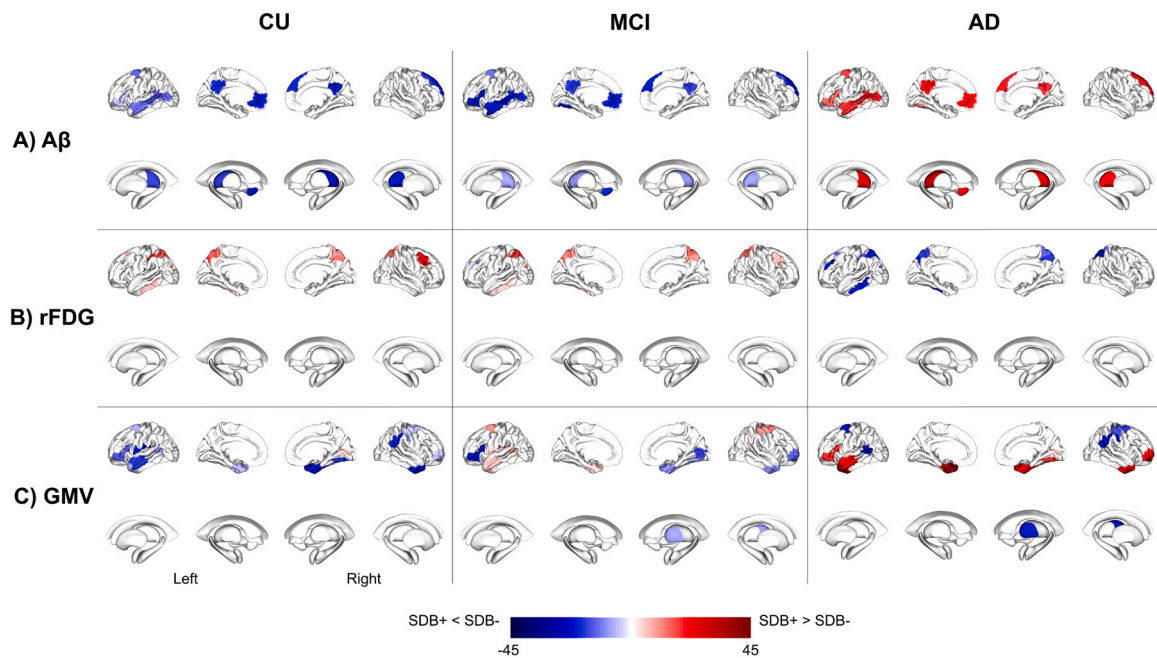 CU MCI AD
A) Aβ
B) rFDG
C) GMV
Left Right
SDB+ < SDB- SDB+ > SDB-
-45 45